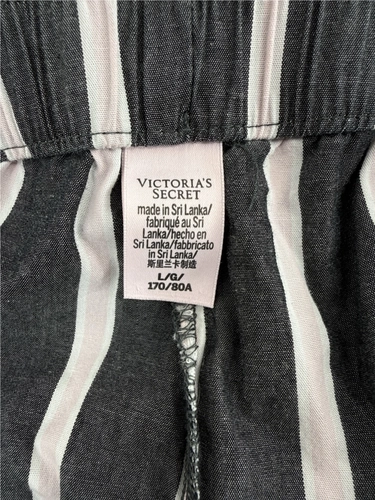 VICTORIA'S
SECRET
made in Sri Lanka/
fabriqué au Sri
Lanka/hecho en
Sri Lanka/fabbricato
in Sri Lanka/
斯里兰卡制造
L/G/
170/80A